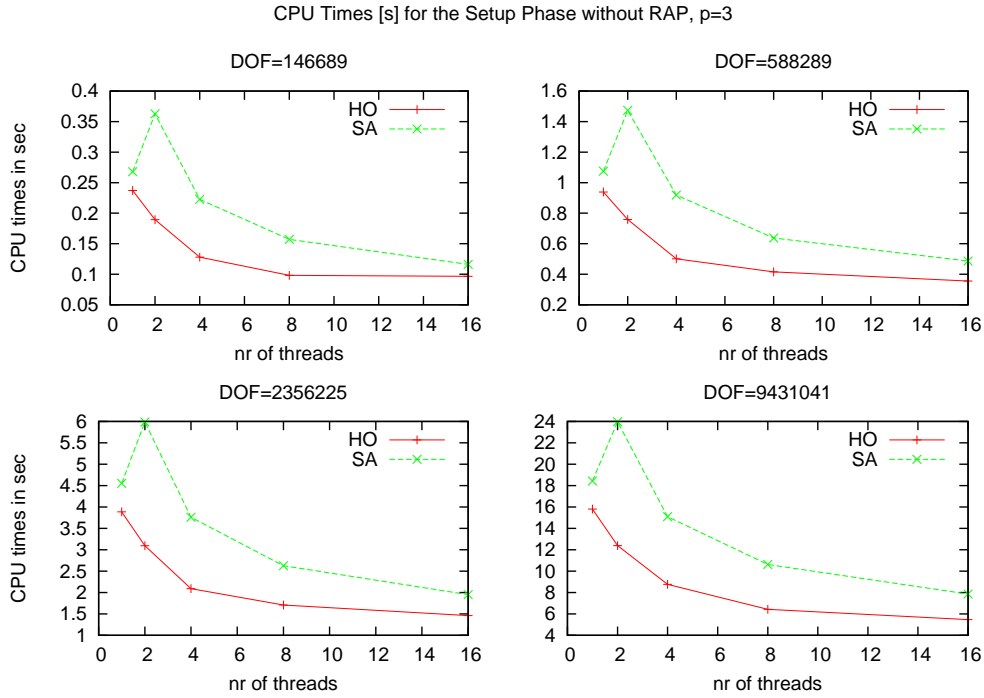 CPU Times [s] for the Setup Phase without RAP, p=3
DOF=146689
CPU times in sec
0.4
0.35
0.3
0.25
0.2
0.15
0.1
0.05
HO
SA
0 2 4 6 8 10 12 14 16
nr of threads
DOF=588289
1.6
1.4
1.2
1
0.8
0.6
0.4
0.2
HO
SA
0 2 4 6 8 10 12 14 16
nr of threads
DOF=2356225
CPU times in sec
6
5.5
5
4.5
4
3.5
3
2.5
2
1.5
1
HO
SA
0 2 4 6 8 10 12 14 16
nr of threads
DOF=9431041
24
22
20
18
16
14
12
10
8
6
4
HO
SA
0 2 4 6 8 10 12 14 16
nr of threads